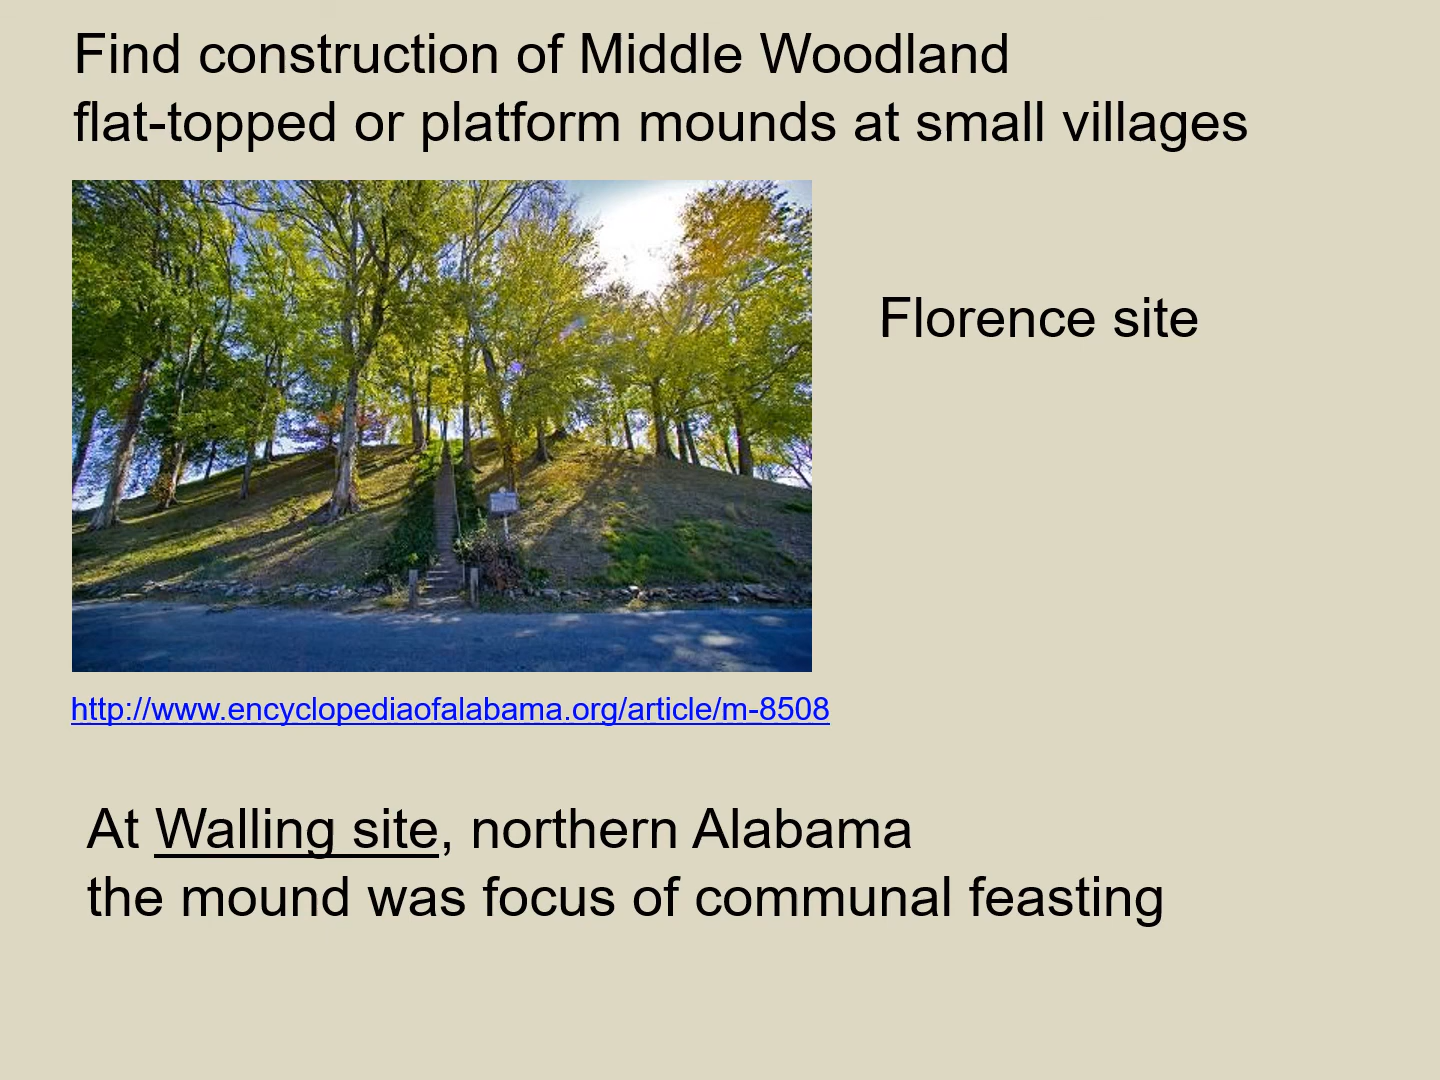 Find construction of Middle Woodland
flat-topped or platform mounds at small villages
Florence site
http://www.encyclopediaofalabama.org/article/m-8508
At Walling site, northern Alabama
the mound was focus of communal feasting